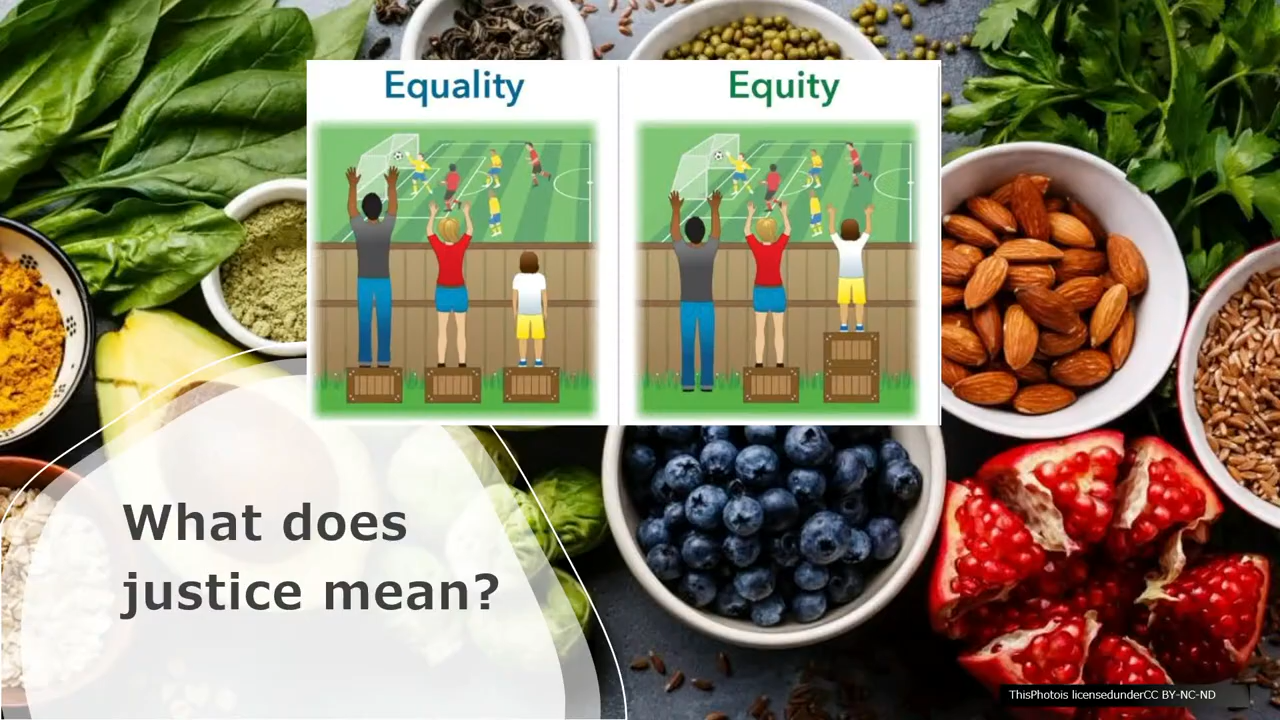 Equality
Equity
What does
justice mean?
ThisPhotois licensedunderCC BY-NC-ND